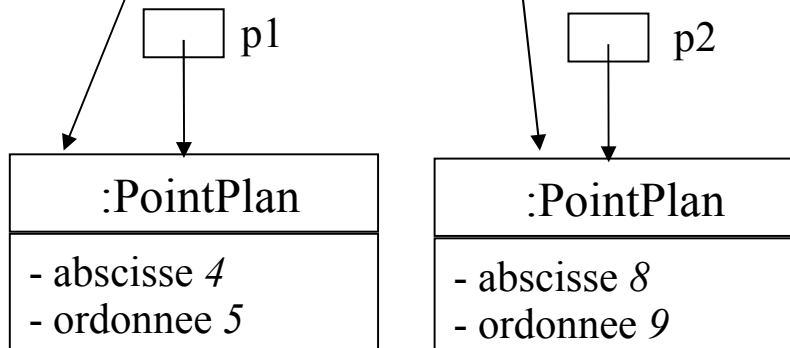 p1
p2
:PointPlan
:PointPlan
- abscisse 4
- ordonnee 5
- abscisse 8
- ordonnee 9